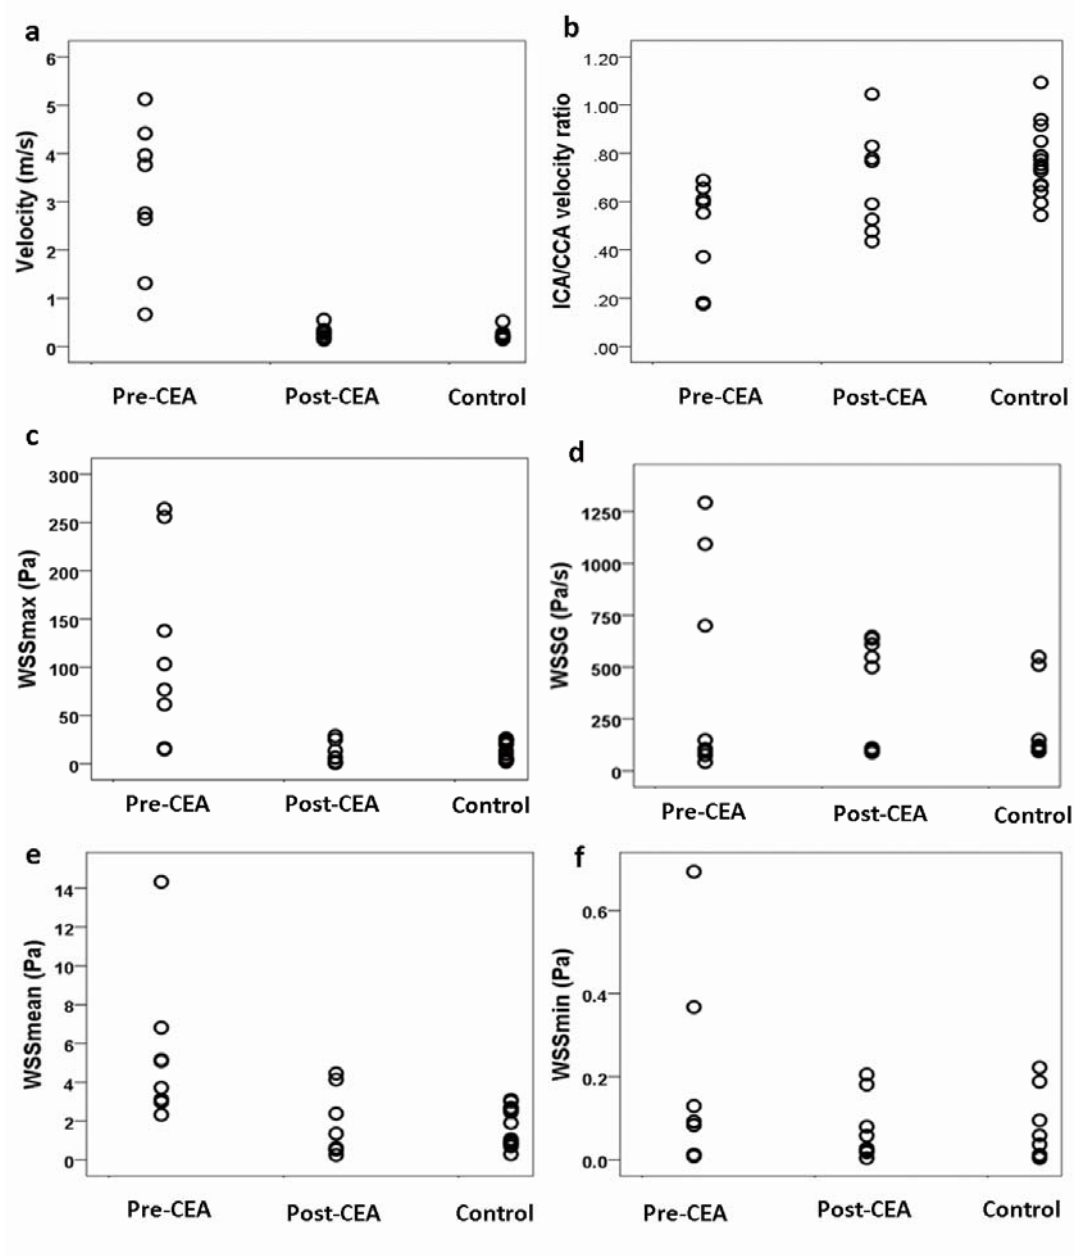 a
Velocity (m/s)
6
5
4
3
2
1
0
Pre-CEA Post-CEA Control
b
ICA/CCA velocity ratio
1.20
1.00
.80
.60
.40
.20
.00
Pre-CEA Post-CEA Control
c
WSSmax (Pa)
300
250
200
150
100
50
0
Pre-CEA Post-CEA Control
d
WSSG (Pa/s)
1250
1000
750
500
250
0
Pre-CEA Post-CEA Control
e
WSSmean (Pa)
14
12
10
8
6
4
2
0
Pre-CEA Post-CEA Control
f
WSSmin (Pa)
0.6
0.4
0.2
0.0
Pre-CEA Post-CEA Control